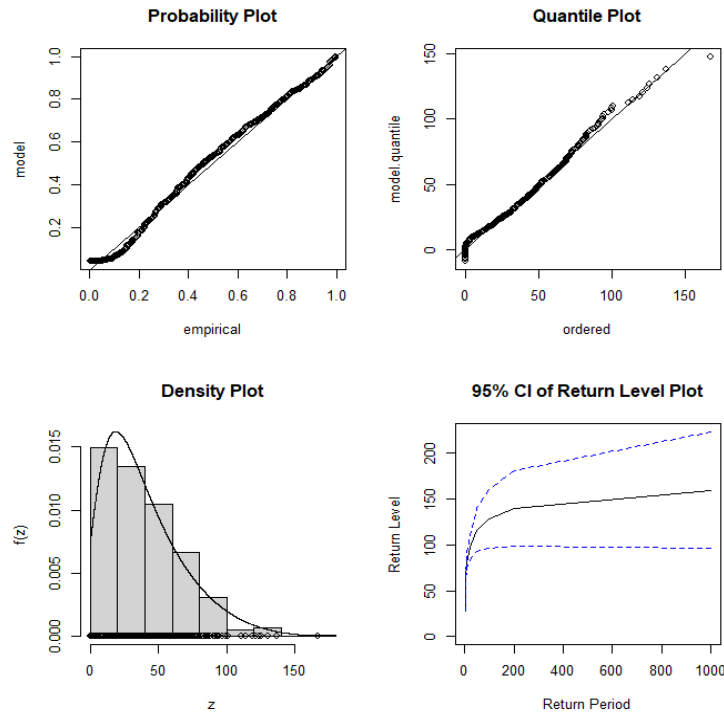 Probability Plot
model
0.2
0.4
0.6
0.8
1.0
0.0 0.2 0.4 0.6 0.8 1.0
empirical
Quantile Plot
model.quantile
0
50
100
150
0 50 100 150
ordered
Density Plot
f(z)
0.000
0.005
0.010
0.015
0 50 100 150
z
95% CI of Return Level Plot
Return Level
0
50
100
150
200
0 200 400 600 800 1000
Return Period